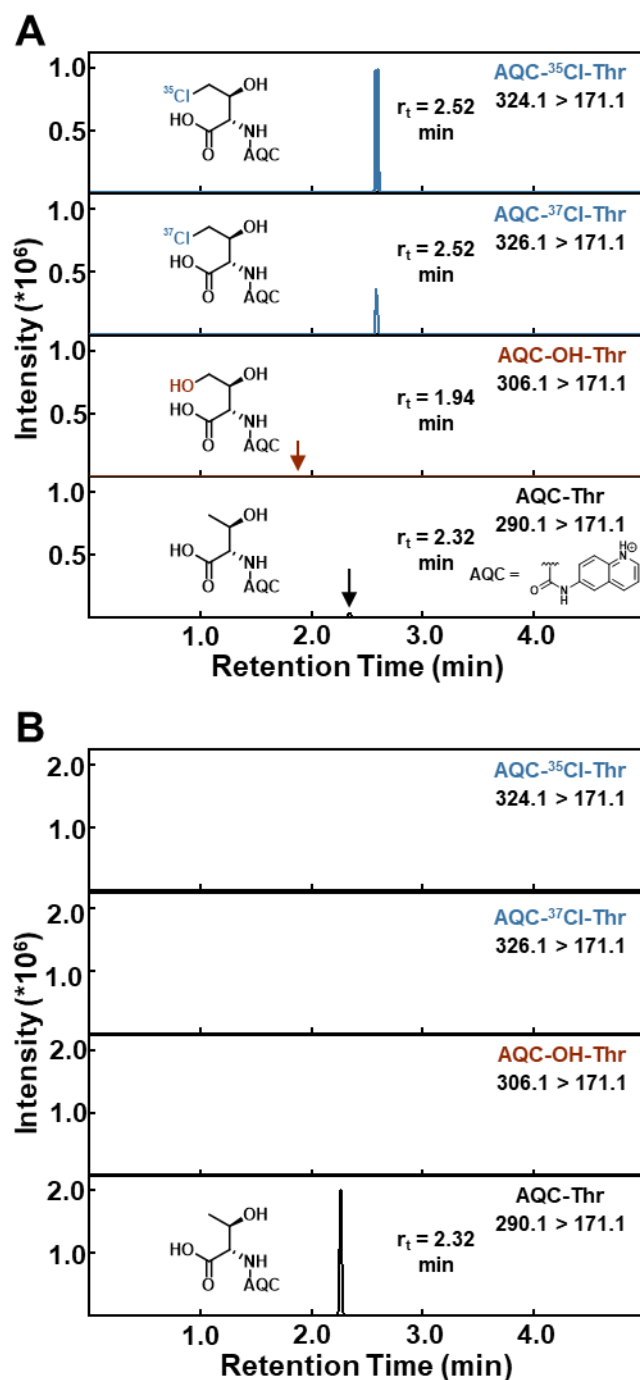 A
1.0
0.5
³⁵Cl
OH
HO
O
NH
AQC
rt = 2.52
min
AQC-³⁵Cl-Thr
324.1 > 171.1
1.0
0.5
³⁷Cl
OH
HO
O
NH
AQC
rt = 2.52
min
AQC-³⁷Cl-Thr
326.1 > 171.1
Intensity (*10⁶)
1.0
0.5
HO
OH
HO
O
NH
AQC
rt = 1.94
min
AQC-OH-Thr
306.1 > 171.1
1.0
0.5
OH
HO
O
NH
AQC
rt = 2.32
min
AQC-Thr
290.1 > 171.1
AQC =
O
N
H
H
N
⊕
1.0 2.0 3.0 4.0
Retention Time (min)
B
2.0
1.0
AQC-³⁵Cl-Thr
324.1 > 171.1
2.0
1.0
AQC-³⁷Cl-Thr
326.1 > 171.1
Intensity (*10⁶)
2.0
1.0
AQC-OH-Thr
306.1 > 171.1
2.0
1.0
OH
HO
O
NH
AQC
rt = 2.32
min
AQC-Thr
290.1 > 171.1
1.0 2.0 3.0 4.0
Retention Time (min)